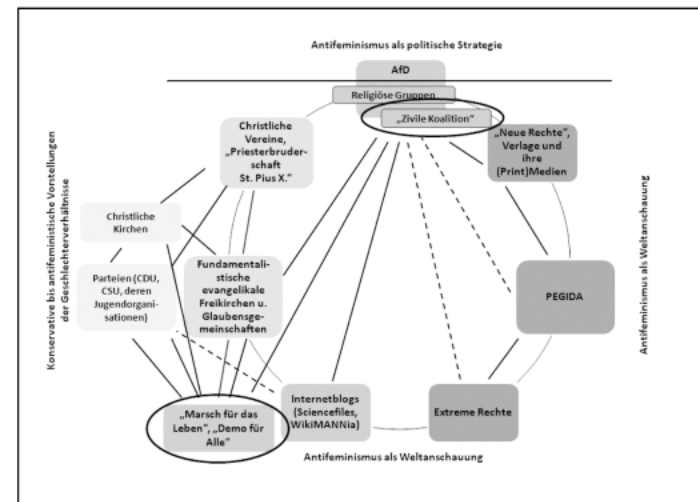 Antifeminismus als politische Strategie
AfD
Religiöse Gruppen
„Zivile Koalition"
Christliche
Vereine,
„Priesterbruder-
schaft
St. Pius X."
„Neue Rechte",
Verlage und
ihre
(Print)Medien
Christliche
Kirchen
Parteien (CDU,
CSU, deren
Jugendorgani-
sationen)
Fundamentali-
stische
evangelikale
Freikirchen u.
Glaubensge-
meinschaften
PEGIDA
„Marsch für das
Leben", „Demo für
Alle"
Internetblogs
(Sciencefiles,
WikiMANNia)
Extreme Rechte
Antifeminismus als Weltanschauung
Konservative bis antifeministische Vorstellungen
der Geschlechterverhältnisse
Antifeminismus als Weltanschauung